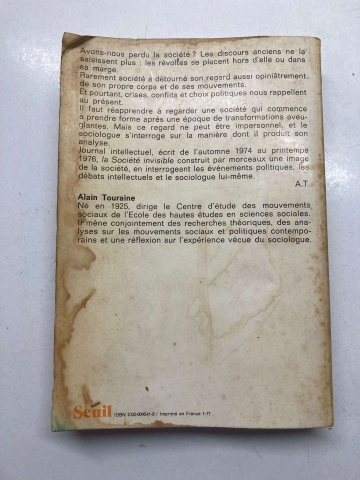 Avons-nous perdu la société ? Les discours anciens ne la
saisissent plus : les révoltes se placent hors d'elle ou dans
sa marge.
Rarement société a détourné son regard aussi opiniâtrement
de son propre corps et de ses mouvements.
Et pourtant, crises, conflits et choix politiques nous rappellent
au présent.
Il faut réapprendre à regarder une société qui commence
à prendre forme après une époque de transformations aveu-
glantes. Mais ce regard ne peut être impersonnel, et le
sociologue s'interroge sur la manière dont il produit son
analyse.
Journal intellectuel, écrit de l'automne 1974 au printemps
1976, la Société invisible construit par morceaux une image
de la société, en interrogeant les événements politiques, les
débats intellectuels et le sociologue lui-même.
A.T.
Alain Touraine
Né en 1925, dirige le Centre d'étude des mouvements
sociaux de l'Ecole des hautes études en sciences sociales.
Il mène conjointement des recherches théoriques, des ana-
lyses sur les mouvements sociaux et politiques contempo-
rains et une réflexion sur l'expérience vécue du sociologue.
Seuil ISBN 2-02-004541-9 / Imprimé en France 1-77